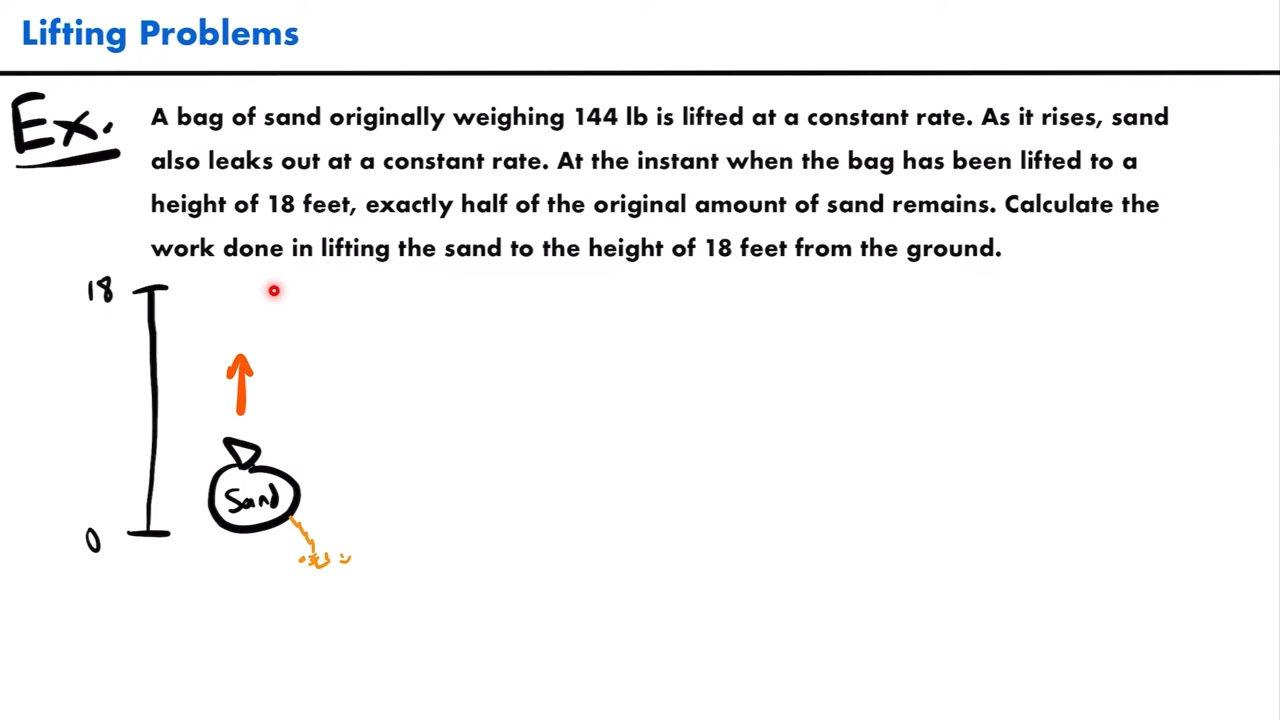 Lifting Problems
Ex. A bag of sand originally weighing 144 lb is lifted at a constant rate. As it rises, sand
also leaks out at a constant rate. At the instant when the bag has been lifted to a
height of 18 feet, exactly half of the original amount of sand remains. Calculate the
work done in lifting the sand to the height of 18 feet from the ground.
18
Sand
0